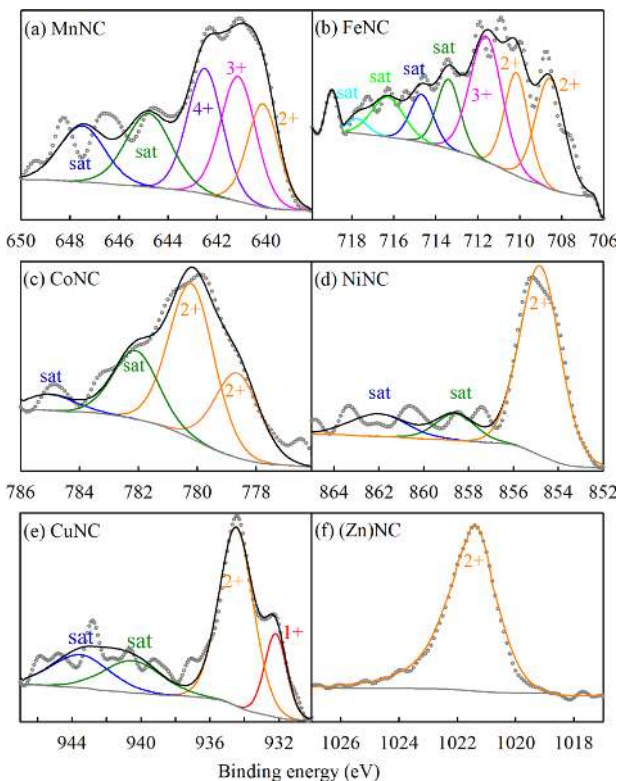 (a) MnNC
4+
3+
2+
sat
sat
650 648 646 644 642 640
(b) FeNC
sat
sat
sat
sat
3+
2+
2+
718 716 714 712 710 708 706
(c) CoNC
sat
sat
2+
2+
786 784 782 780 778
(d) NiNC
sat
sat
2+
864 862 860 858 856 854 852
(e) CuNC
sat
sat
2+
1+
944 940 936 932
(f) (Zn)NC
2+
1026 1024 1022 1020 1018
Binding energy (eV)